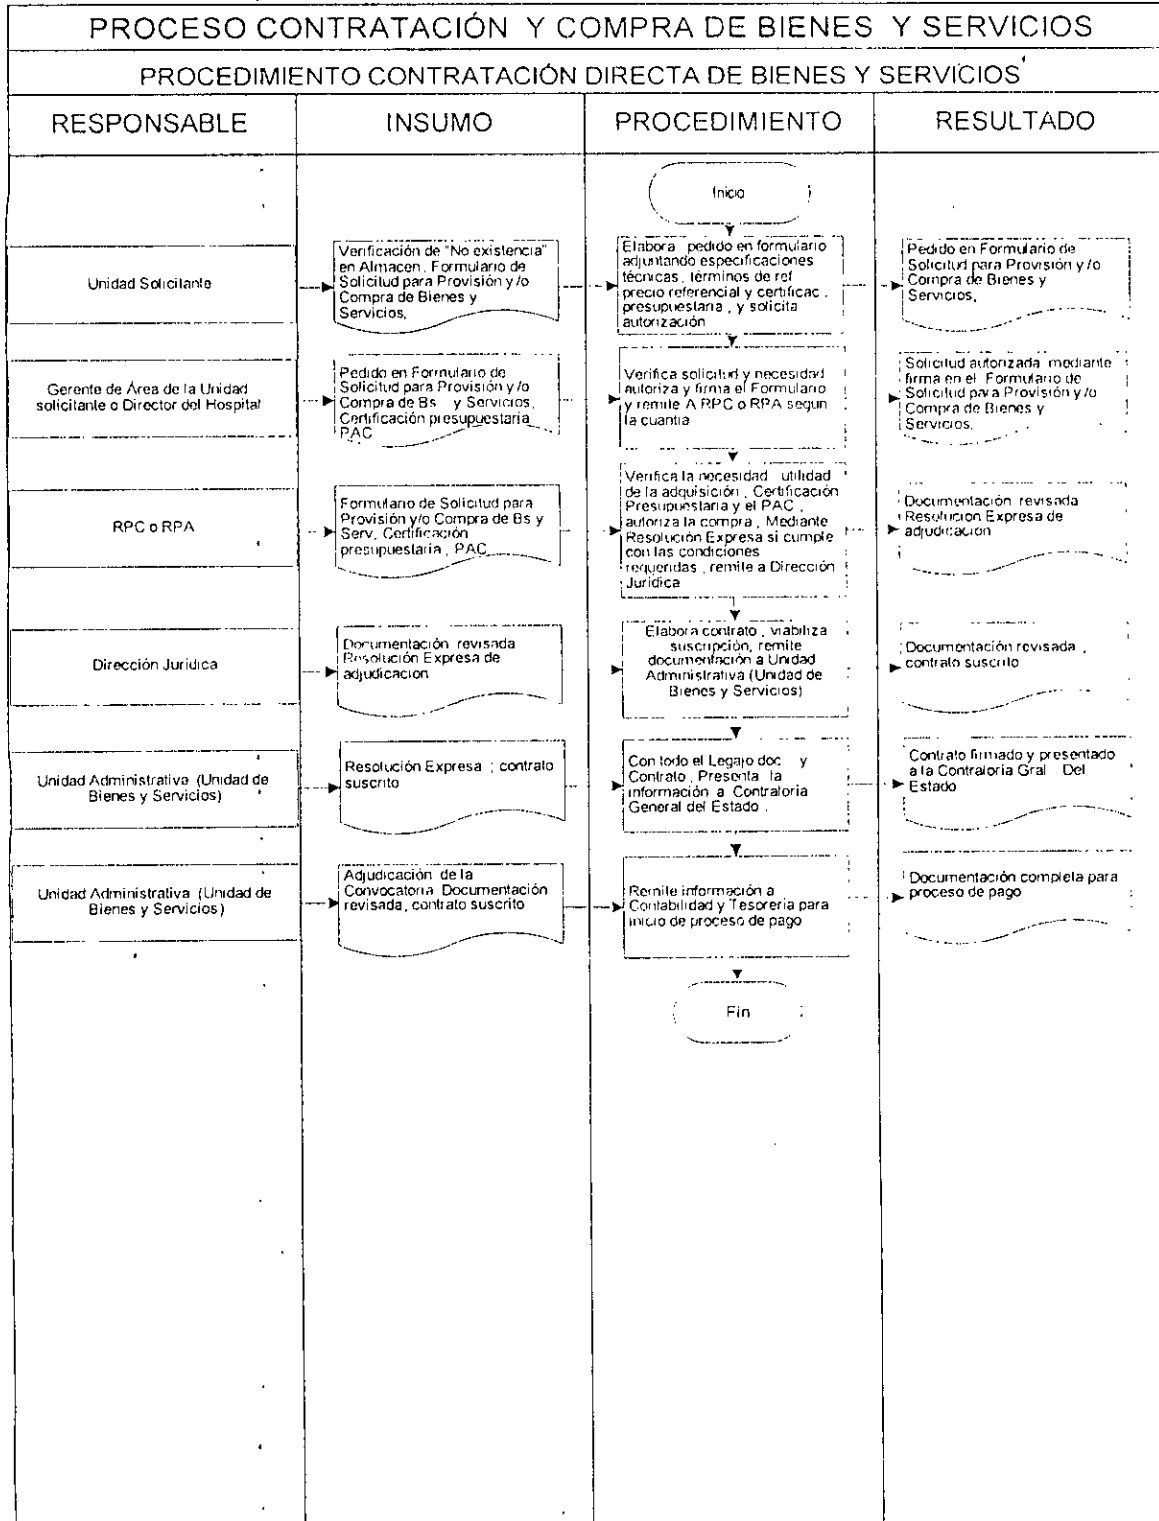 PROCESO CONTRATACIÓN Y COMPRA DE BIENES Y SERVICIOS
PROCEDIMIENTO CONTRATACIÓN DIRECTA DE BIENES Y SERVICIOS
RESPONSABLE
INSUMO
PROCEDIMIENTO
RESULTADO
Inicio
Unidad Solicitante
Verificación de "No existencia"
en Almacen, Formulario de
Solicitud para Provisión y/o
Compra de Bienes y
Servicios,
Elabora pedido en formulario
adjuntando especificaciones
técnicas, términos de ref
precio referencial y certificac.
presupuestaria, y solicita
autorización
Pedido en Formulario de
Solicitud para Provisión y/o
Compra de Bienes y
Servicios,
Gerente de Área de la Unidad
solicitante o Director del Hospital
Pedido en Formulario de
Solicitud para Provisión y/o
Compra de Bs y Servicios,
Certificación presupuestaria
PAC
Verifica solicitud y necesidad
autoriza y firma el Formulario
y remite A RPC o RPA segun
la cuantia
Solicitud autorizada mediante
firma en el Formulario de
Solicitud para Provisión y/o
Compra de Bienes y
Servicios,
RPC o RPA
Formulario de Solicitud para
Provisión y/o Compra de Bs y
Serv, Certificación
presupuestaria, PAC
Verifica la necesidad utilidad
de la adquisición, Certificación
Presupuestaria y el PAC,
autoriza la compra, Mediante
Resolución Expresa si cumple
con las condiciones
requeridas, remite a Dirección
Juridica
Documentación revisada
Resolucion Expresa de
adjudicación
Dirección Juridica
Documentación revisada
Resolución Expresa de
adjudicacion
Elabora contrato, viabiliza
suscripción, remite
documentación a Unidad
Administrativa (Unidad de
Bienes y Servicios)
Documentación revisada,
contrato suscrito
Unidad Administrativa (Unidad de
Bienes y Servicios)
Resolución Expresa ; contrato
suscrito
Con todo el Legajo doc y
Contrato, Presenta la
información a Contraloria
General del Estado.
Contrato firmado y presentado
a la Contraloria Gral Del
Estado
Unidad Administrativa (Unidad de
Bienes y Servicios)
Adjudicación de la
Convocatoria Documentación
revisada, contrato suscrito
Remite información a
Contabilidad y Tesoreria para
inicio de proceso de pago
Documentación completa para
proceso de pago
Fin